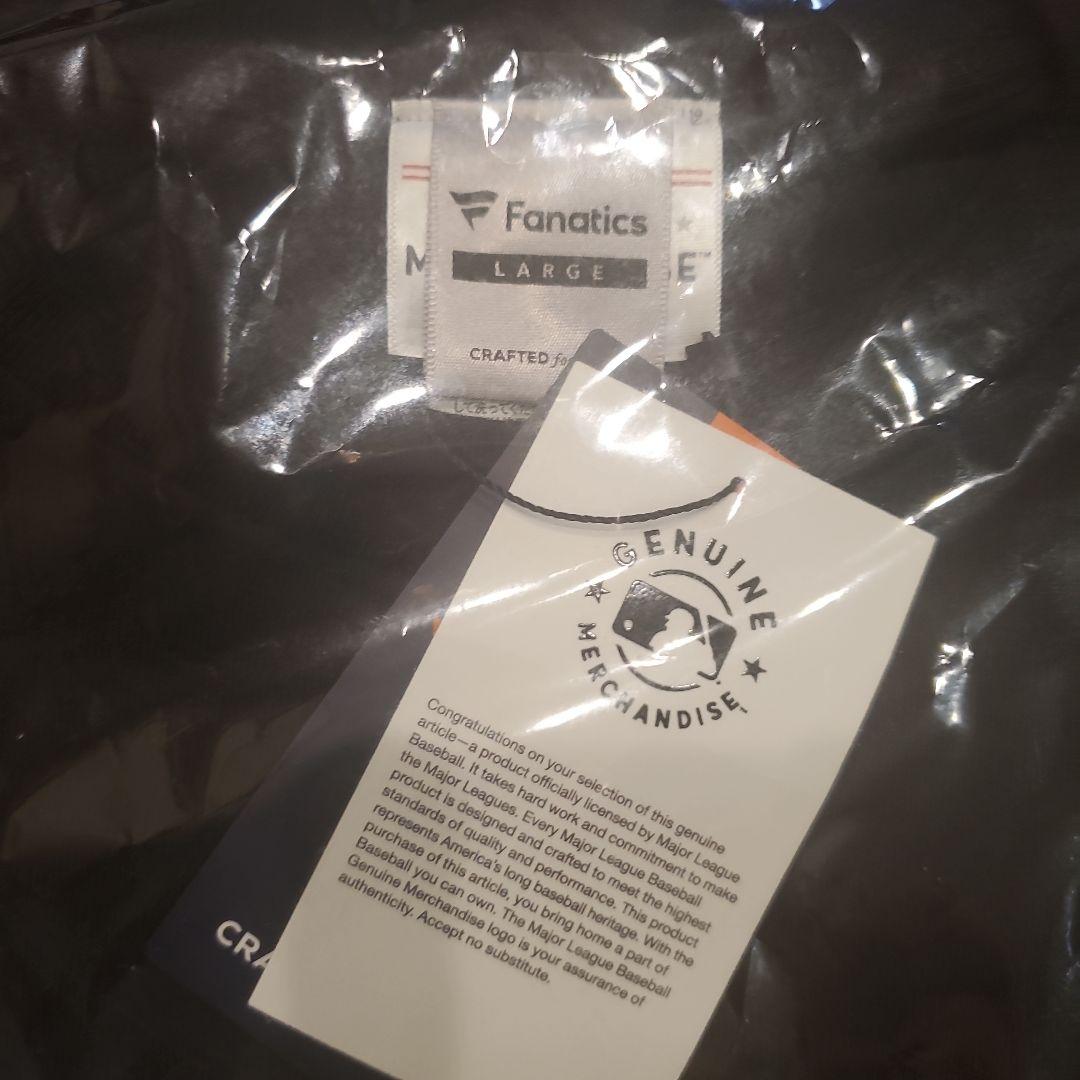 Fanatics
LARGE
M
E™
CRAFTED fo
GENUINE
MERCHANDISE
Congratulations on your selection of this genuine
article—a product officially licensed by Major League
Baseball. It takes hard work and commitment to make
the Major Leagues. Every Major League Baseball
product is designed and crafted to meet the highest
standards of quality and performance. This product
represents America's long baseball heritage. With the
purchase of this article, you bring home a part of
Baseball you can own. The Major League Baseball
Genuine Merchandise logo is your assurance of
authenticity. Accept no substitute.
CRA